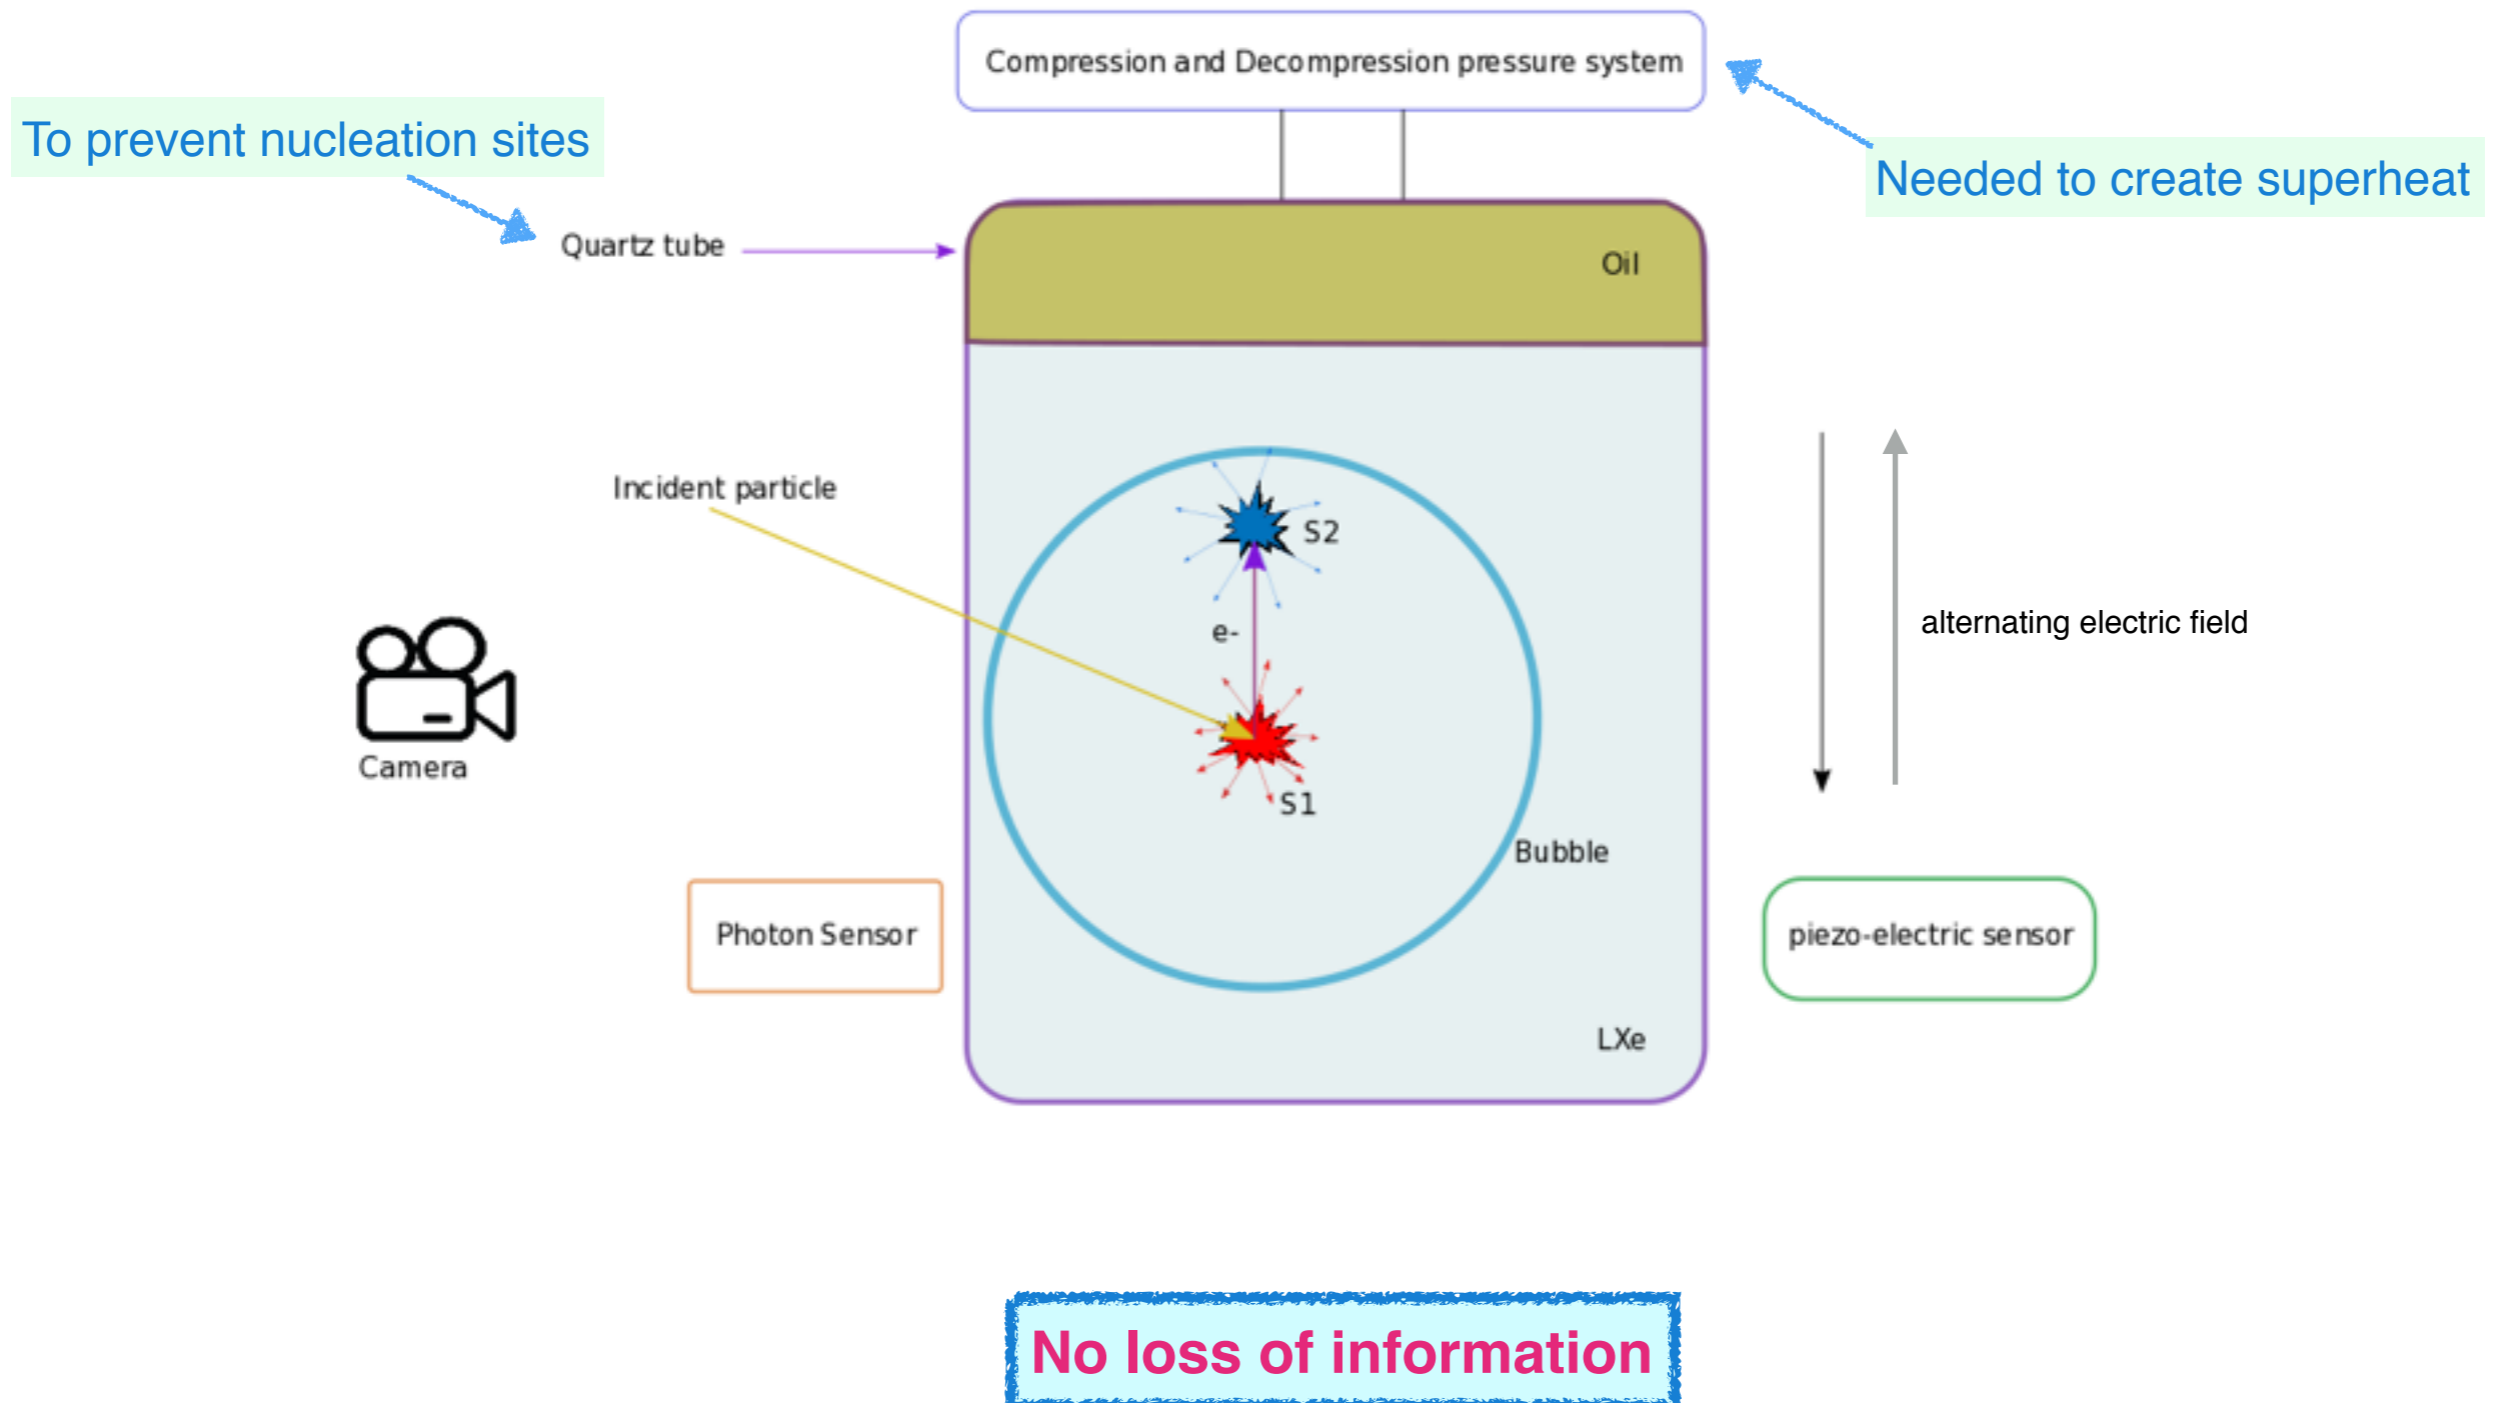 Compression and Decompression pressure system
To prevent nucleation sites
Needed to create superheat
Quartz tube
Oil
Incident particle
S2
e-
alternating electric field
Camera
S1
Bubble
Photon Sensor
piezo-electric sensor
LXe
No loss of information